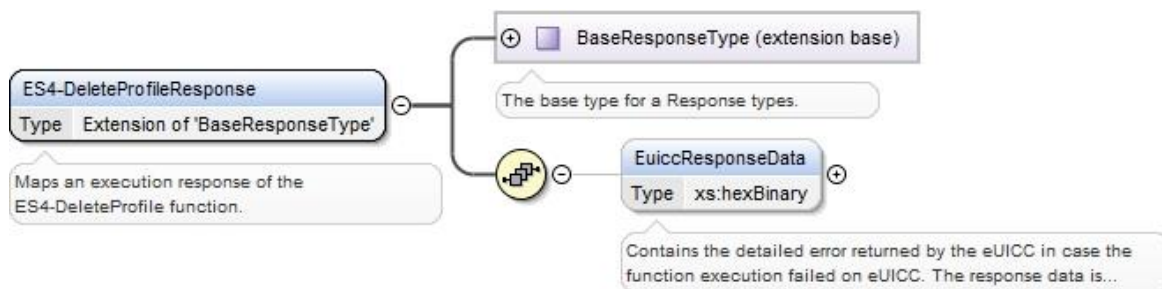 BaseResponseType (extension base)
The base type for a Response types.
ES4-DeleteProfileResponse
Type Extension of 'BaseResponseType'
Maps an execution response of the
ES4-DeleteProfile function.
EuiccResponseData
Type xs:hexBinary
Contains the detailed error returned by the eUICC in case the
function execution failed on eUICC. The response data is...